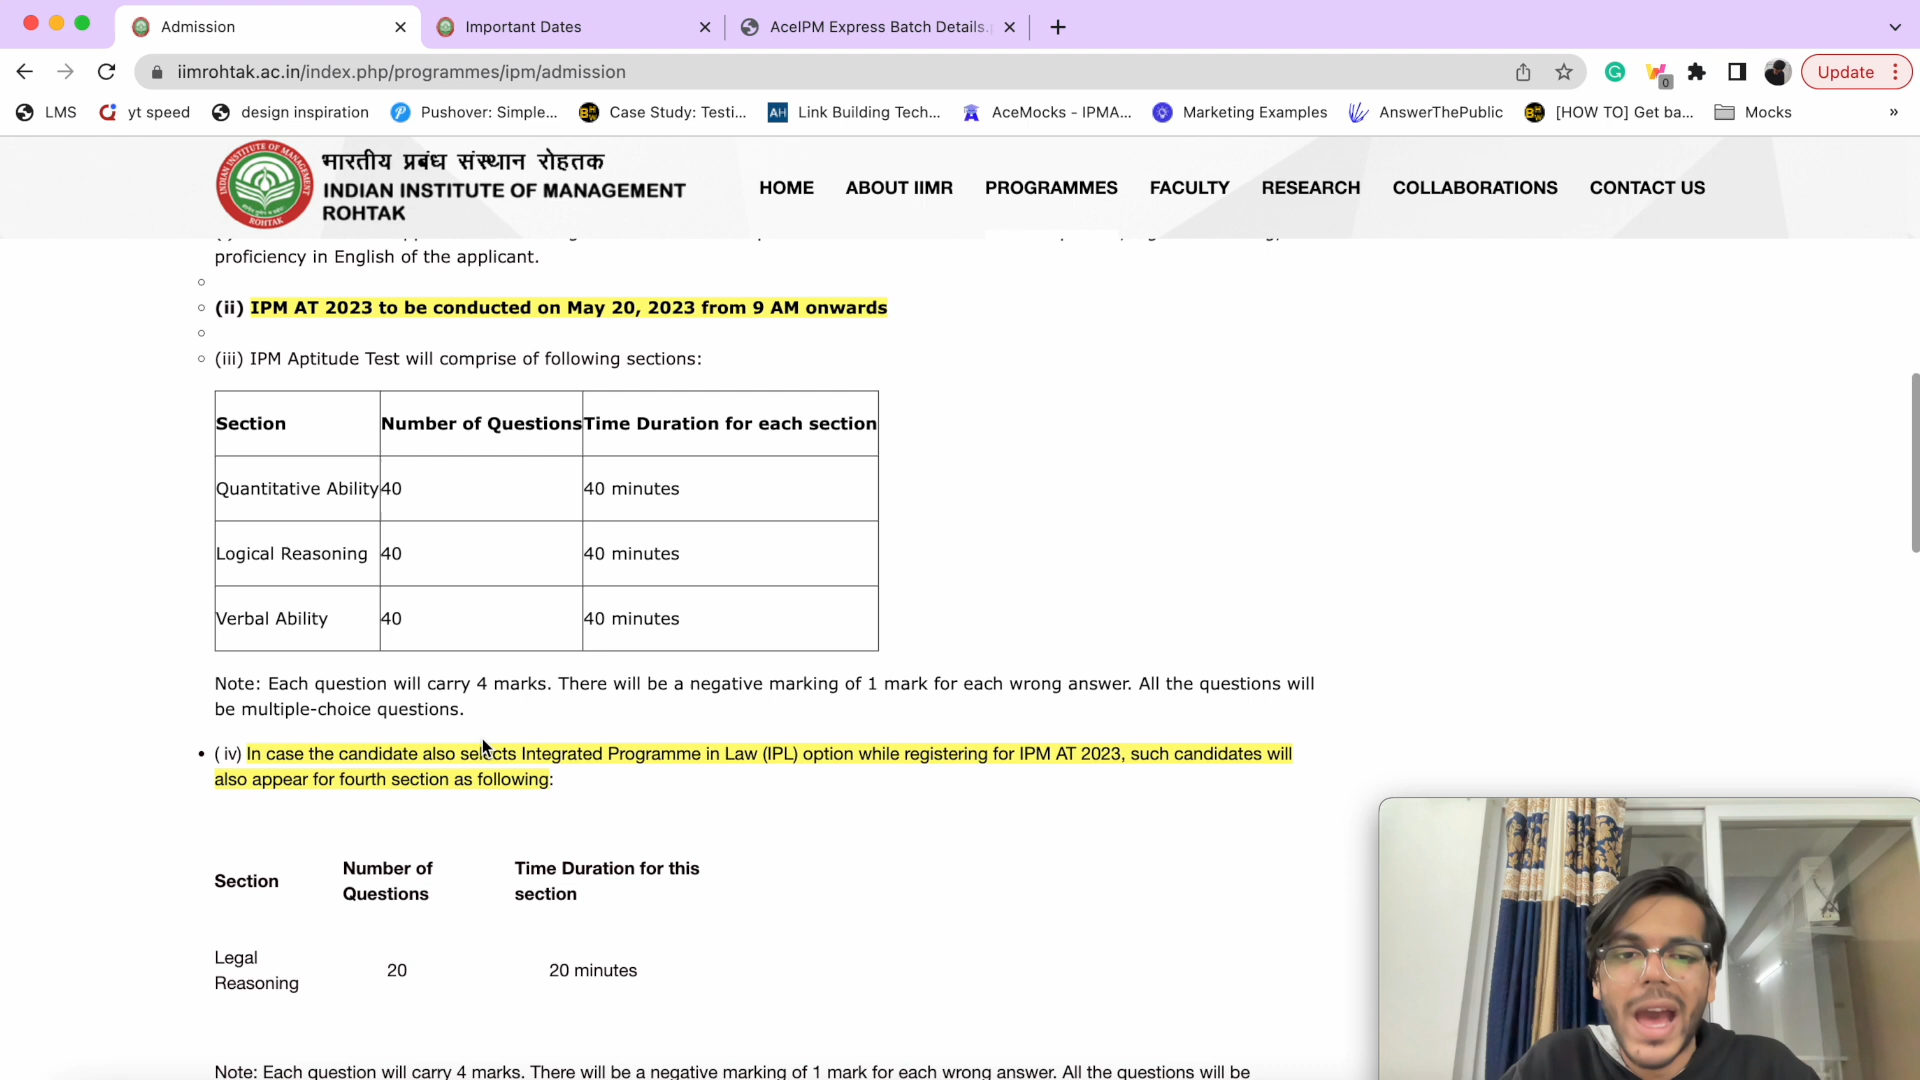 Admission
Important Dates
AceIPM Express Batch Details.
iimrohtak.ac.in/index.php/programmes/ipm/admission
0
Update
LMS
yt speed
design inspiration
Pushover: Simple...
Case Study: Testi...
AH
Link Building Tech...
AceMocks - IPMA...
Marketing Examples
AnswerThePublic
[HOW TO] Get ba...
Mocks
»
INDIAN INSTITUTE OF MANAGEMENT
ROHTAK
भारतीय प्रबंध संस्थान रोहतक
INDIAN INSTITUTE OF MANAGEMENT
ROHTAK
HOME ABOUT IIMR PROGRAMMES FACULTY RESEARCH COLLABORATIONS CONTACT US
proficiency in English of the applicant.
(ii) IPM AT 2023 to be conducted on May 20, 2023 from 9 AM onwards
(iii) IPM Aptitude Test will comprise of following sections:
Section Number of Questions Time Duration for each section
Quantitative Ability 40 40 minutes
Logical Reasoning 40 40 minutes
Verbal Ability 40 40 minutes
Note: Each question will carry 4 marks. There will be a negative marking of 1 mark for each wrong answer. All the questions will
be multiple-choice questions.
( iv) In case the candidate also selects Integrated Programme in Law (IPL) option while registering for IPM AT 2023, such candidates will
also appear for fourth section as following:
Section Number of Questions Time Duration for this section
Legal Reasoning 20 20 minutes
Note: Each question will carry 4 marks. There will be a negative marking of 1 mark for each wrong answer. All the questions will be